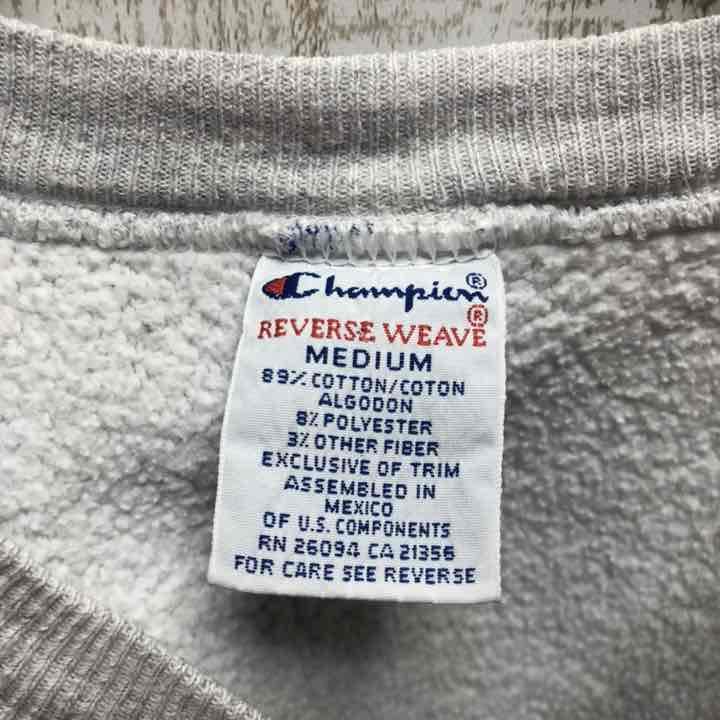 Champion®
REVERSE WEAVE®
MEDIUM
89% COTTON/COTON
ALGODON
8% POLYESTER
3% OTHER FIBER
EXCLUSIVE OF TRIM
ASSEMBLED IN
MEXICO
OF U.S. COMPONENTS
RN 26094 CA 21356
FOR CARE SEE REVERSE